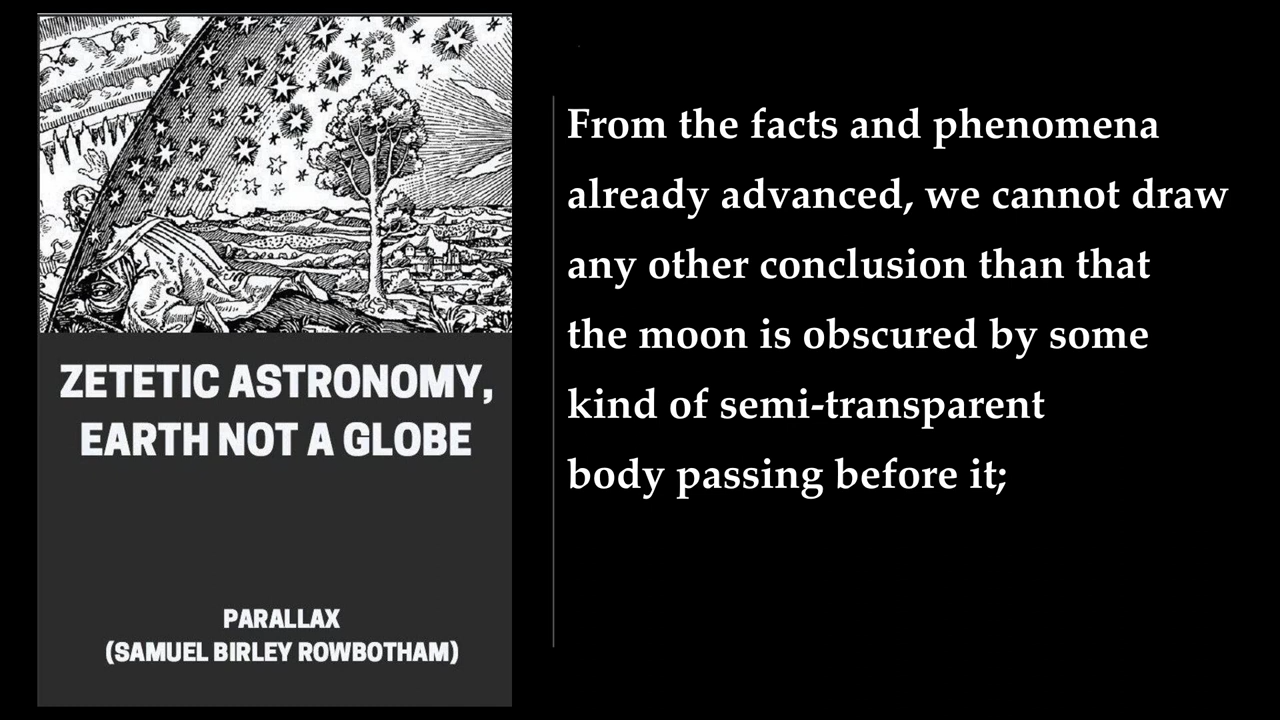 ZETETIC ASTRONOMY,
EARTH NOT A GLOBE
PARALLAX
(SAMUEL BIRLEY ROWBOTHAM)
From the facts and phenomena
already advanced, we cannot draw
any other conclusion than that
the moon is obscured by some
kind of semi-transparent
body passing before it;